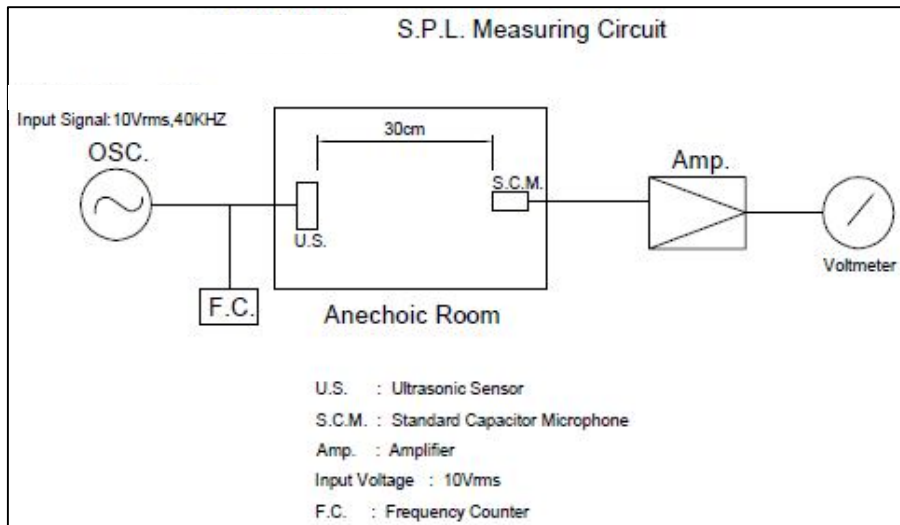 S.P.L. Measuring Circuit
Input Signal:10Vrms,40KHZ
OSC.
30cm
S.C.M.
Amp.
U.S.
Voltmeter
F.C.
Anechoic Room
U.S. : Ultrasonic Sensor
S.C.M. : Standard Capacitor Microphone
Amp. : Amplifier
Input Voltage : 10Vrms
F.C. : Frequency Counter